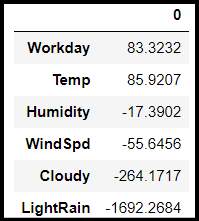 0
Workday 83.3232
Temp 85.9207
Humidity -17.3902
WindSpd -55.6456
Cloudy -264.1717
LightRain -1692.2684